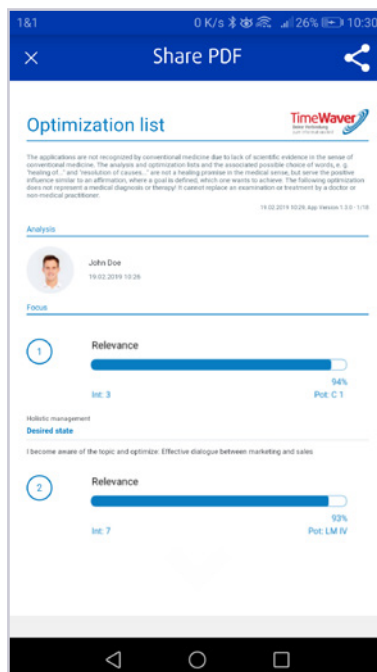 1&1 0 K/s 26% 10:30
Share PDF
Optimization list
TimeWaver
The applications are not recognized by conventional medicine due to lack of scientific evidence in the sense of
conventional medicine. The analysis and optimization lists and the associated possible choice of words, e. g.
"healing of..." and "resolution of causes..." are not a healing promise in the medical sense, but serve the positive
influence similar to an affirmation, where a goal is defined, which one wants to achieve. The following optimization
does not represent a medical diagnosis or therapy! It cannot replace an examination or treatment by a doctor or
non-medical practitioner.
19.02.2019 10:29, App Version 1.3.0 - 1/18
Analysis
John Doe
19.02.2019 10:26
Focus
1
Relevance
94%
Int: 3 Pot: C 1
Holistic management
Desired state
I become aware of the topic and optimize: Effective dialogue between marketing and sales
2
Relevance
93%
Int: 7 Pot: LM IV